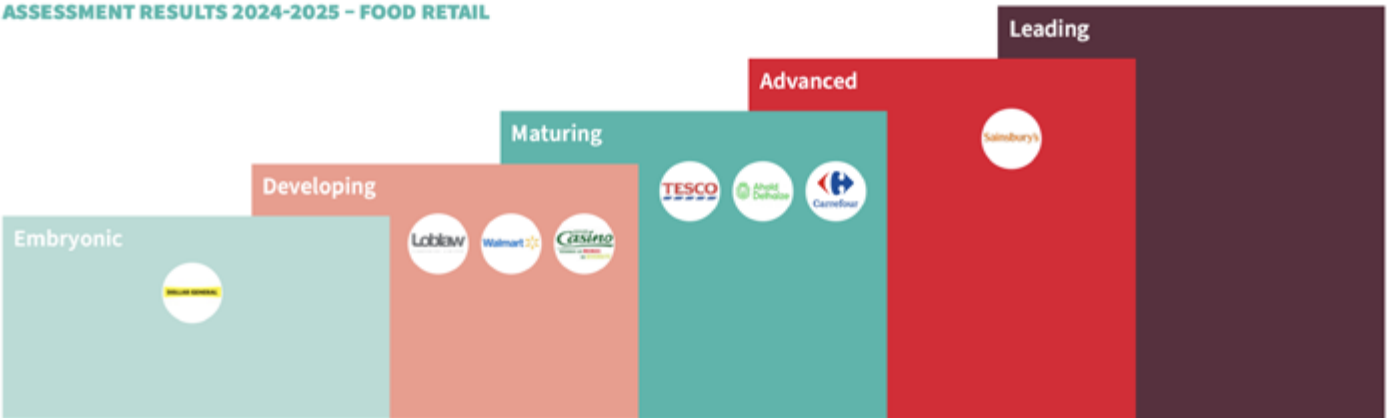 ASSESSMENT RESULTS 2024-2025 – FOOD RETAIL
Leading
Advanced
Sainsbury's
Maturing
TESCO
Ahold
Delhaize
Carrefour
Developing
Loblaw
Walmart
Casino
Embryonic
DOLLAR GENERAL